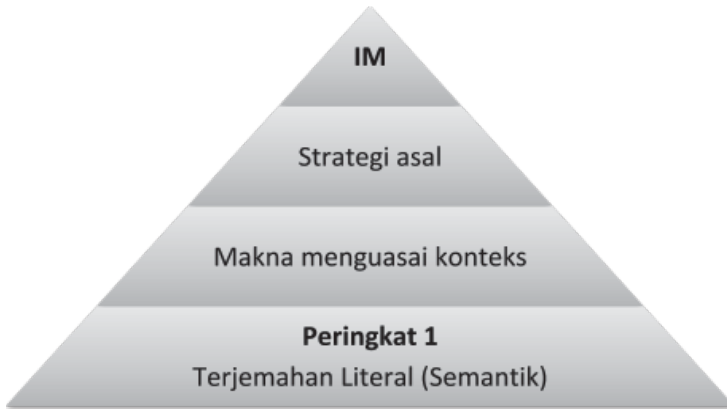 IM
Strategi asal
Makna menguasai konteks
Peringkat 1
Terjemahan Literal (Semantik)